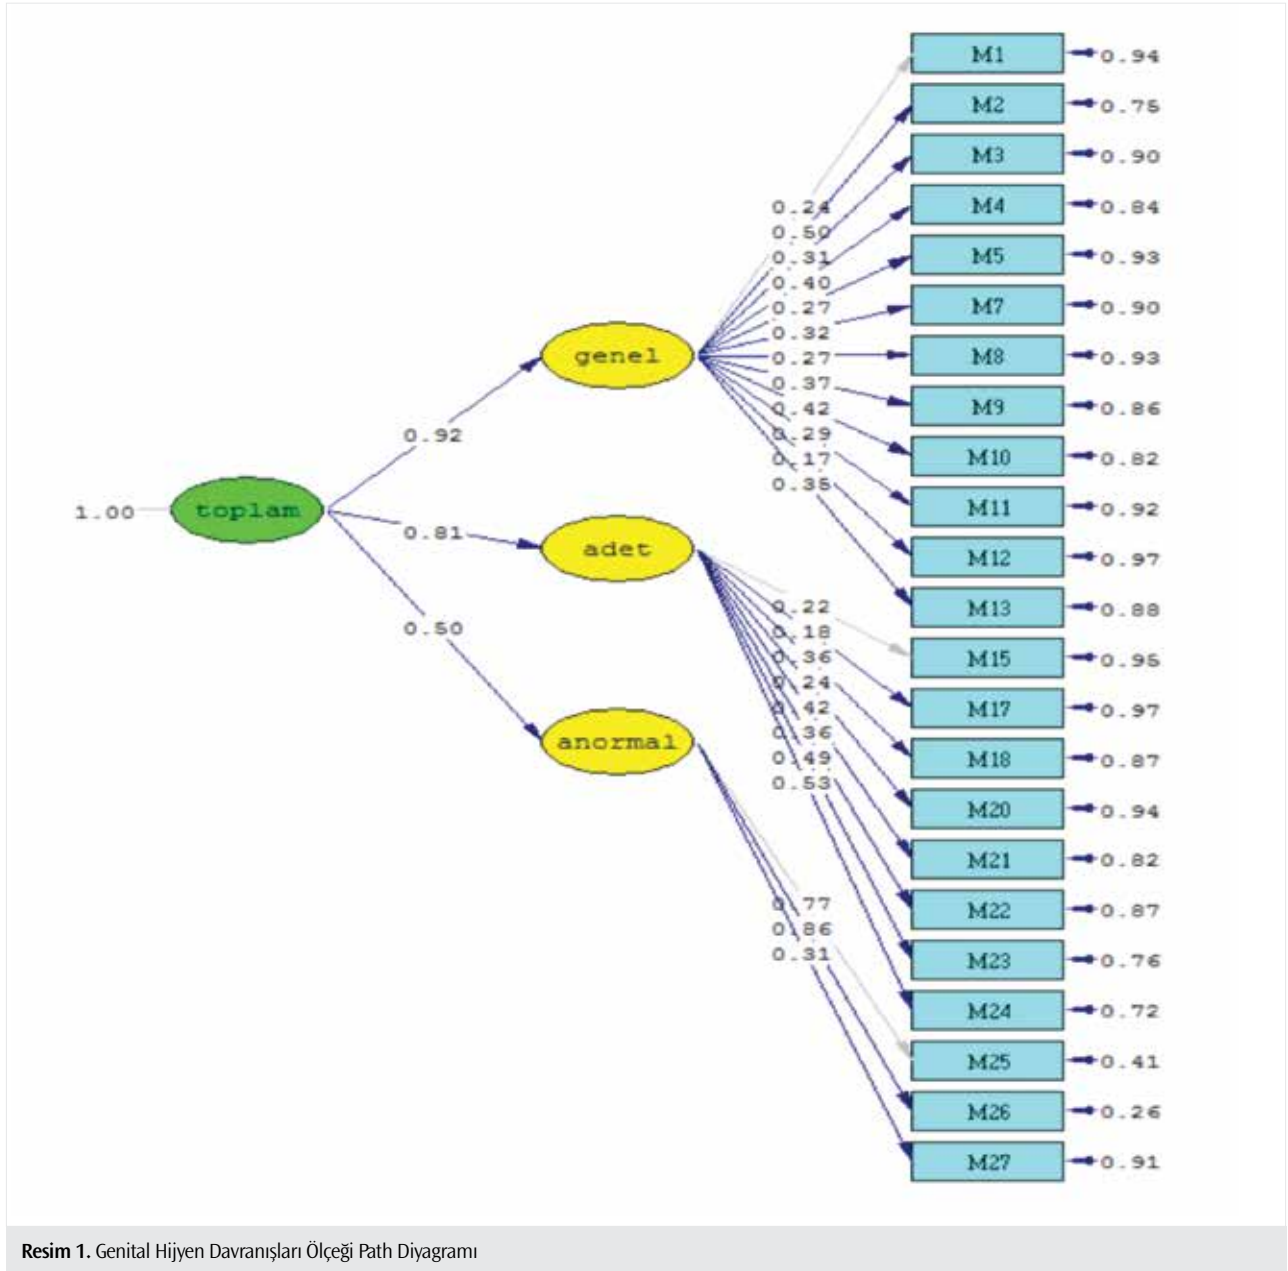 M1 0.94
M2 0.75
M3 0.90
M4 0.84
M5 0.93
M7 0.90
M8 0.93
M9 0.86
M10 0.82
M11 0.92
M12 0.97
M13 0.88
M15 0.95
M17 0.97
M18 0.87
M20 0.94
M21 0.82
M22 0.87
M23 0.76
M24 0.72
M25 0.41
M26 0.26
M27 0.91
0.24
0.50
0.31
0.40
0.27
0.32
0.27
0.37
0.42
0.29
0.17
0.35
genel
0.92
1.00 toplam
0.81
adet
0.50
anormal
0.22
0.18
0.36
0.24
0.42
0.36
0.49
0.53
0.77
0.86
0.31
Resim 1. Genital Hijyen Davranışları Ölçeği Path Diyagramı